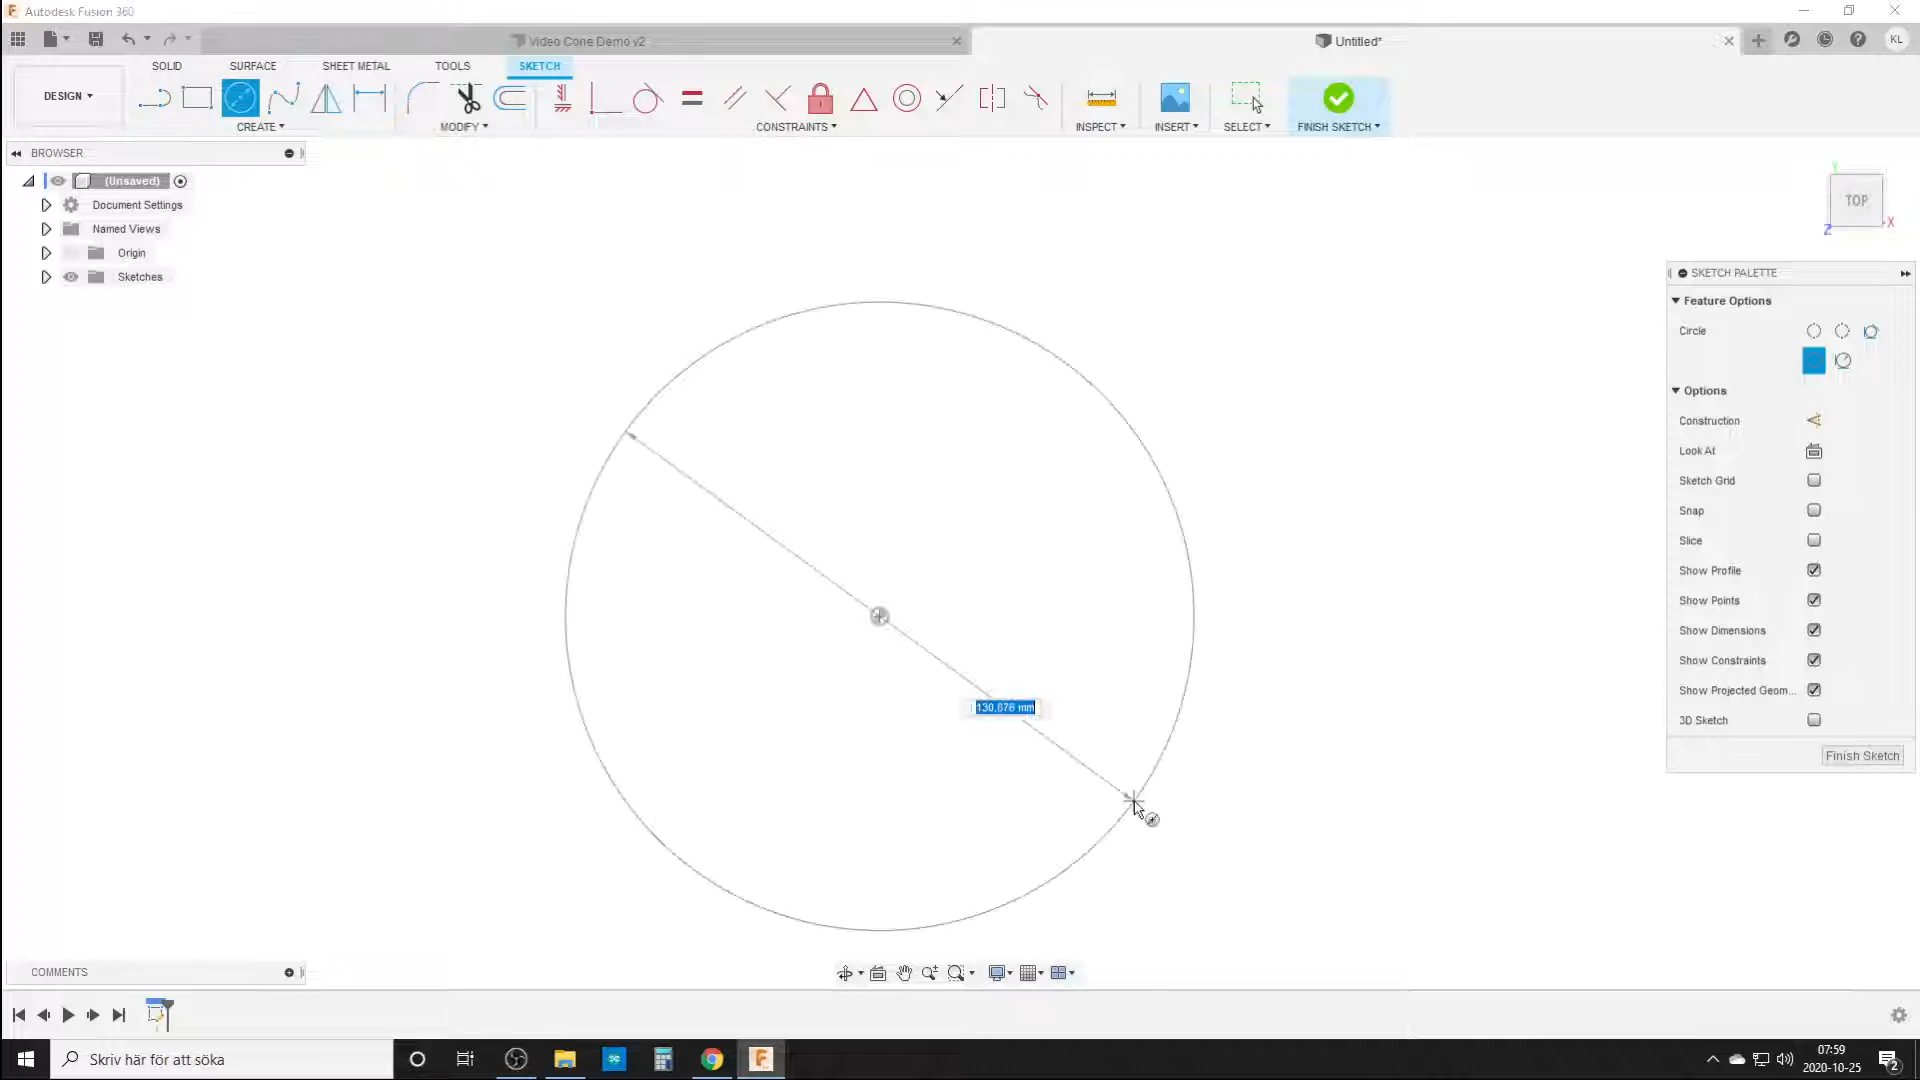 Autodesk Fusion 360
Video Cone Demo v2
Untitled*
KL
SOLID SURFACE SHEET METAL TOOLS SKETCH
DESIGN
CREATE MODIFY CONSTRAINTS INSPECT INSERT SELECT FINISH SKETCH
BROWSER
(Unsaved)
Document Settings
Named Views
Origin
Sketches
Y
TOP
X
Z
SKETCH PALETTE
Feature Options
Circle
Options
Construction
Look At
Sketch Grid
Snap
Slice
Show Profile
Show Points
Show Dimensions
Show Constraints
Show Projected Geom...
3D Sketch
Finish Sketch
130.876 mm
COMMENTS
Skriv här för att söka
07:59
2020-10-25
2